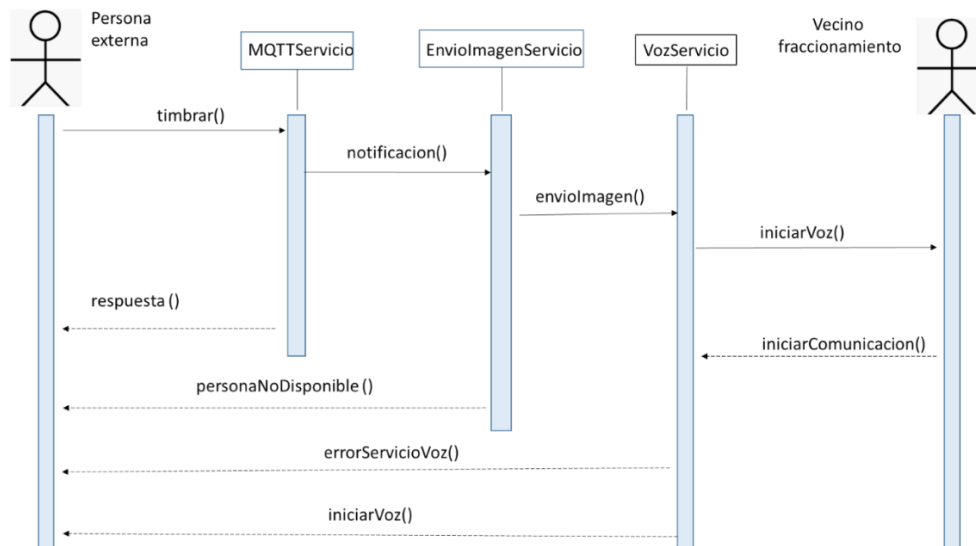 Persona
externa
MQTTServicio
EnvioImagenServicio
VozServicio
Vecino
fraccionamiento
timbrar()
notificacion()
envioImagen()
iniciarVoz()
respuesta ()
iniciarComunicacion()
personaNoDisponible ()
errorServicioVoz()
iniciarVoz()